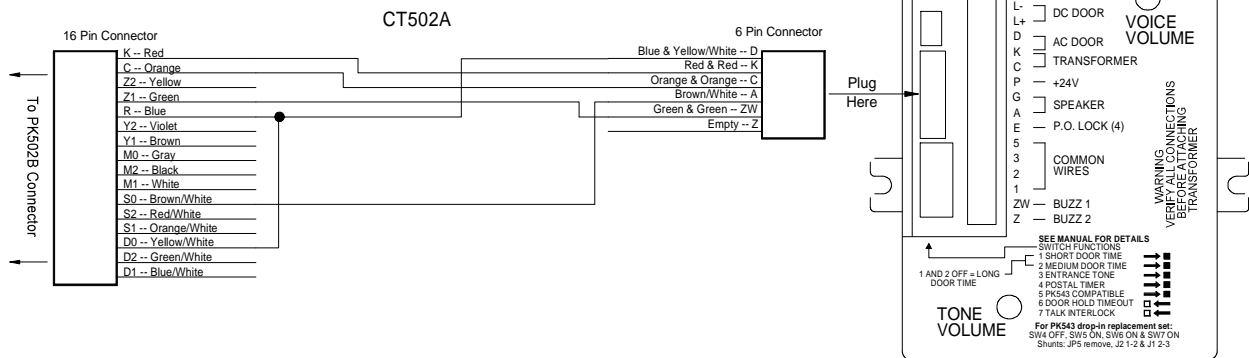 CT502A
16 Pin Connector
K -- Red
C -- Orange
Z2 -- Yellow
Z1 -- Green
R -- Blue
Y2 -- Violet
Y1 -- Brown
M0 -- Gray
M2 -- Black
M1 -- White
S0 -- Brown/White
S2 -- Red/White
S1 -- Orange/White
D0 -- Yellow/White
D2 -- Green/White
D1 -- Blue/White
To PK502B Connector
6 Pin Connector
Blue & Yellow/White -- D
Red & Red -- K
Orange & Orange -- C
Brown/White -- A
Green & Green -- ZW
Empty -- Z
Plug
Here
L-
L+
DC DOOR
D
K
AC DOOR
C
TRANSFORMER
P
+24V
G
A
SPEAKER
E
P.O. LOCK (4)
5
3
2
1
COMMON
WIRES
ZW
BUZZ 1
Z
BUZZ 2
VOICE
VOLUME
WARNING
VERIFY ALL CONNECTIONS
BEFORE ATTACHING
TRANSFORMER
SEE MANUAL FOR DETAILS
SWITCH FUNCTIONS
1 SHORT DOOR TIME
2 MEDIUM DOOR TIME
3 ENTRANCE TONE
4 POSTAL TIMER
5 PK543 COMPATIBLE
6 DOOR HOLD TIMEOUT
7 TALK INTERLOCK
1 AND 2 OFF = LONG
DOOR TIME
TONE
VOLUME
For PK543 drop-in replacement set:
SW4 OFF, SW5 ON, SW6 ON & SW7 ON
Shunts: JP5 remove, J2 1-2 & J1 2-3